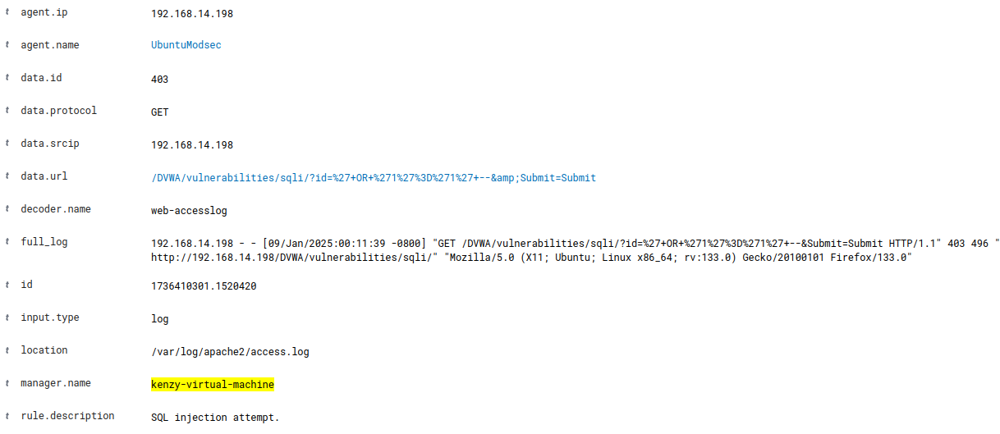 t agent.ip 192.168.14.198
t agent.name UbuntuModsec
t data.id 403
t data.protocol GET
t data.srcip 192.168.14.198
t data.url /DVWA/vulnerabilities/sqli/?id=%27+OR+%271%27%3D%271%27+--&amp;Submit=Submit
t decoder.name web-accesslog
t full_log 192.168.14.198 - - [09/Jan/2025:00:11:39 -0800] "GET /DVWA/vulnerabilities/sqli/?id=%27+OR+%271%27%3D%271%27+--&Submit=Submit HTTP/1.1" 403 496 "
http://192.168.14.198/DVWA/vulnerabilities/sqli/" "Mozilla/5.0 (X11; Ubuntu; Linux x86_64; rv:133.0) Gecko/20100101 Firefox/133.0"
t id 1736410301.1520420
t input.type log
t location /var/log/apache2/access.log
t manager.name kenzy-virtual-machine
t rule.description SQL injection attempt.